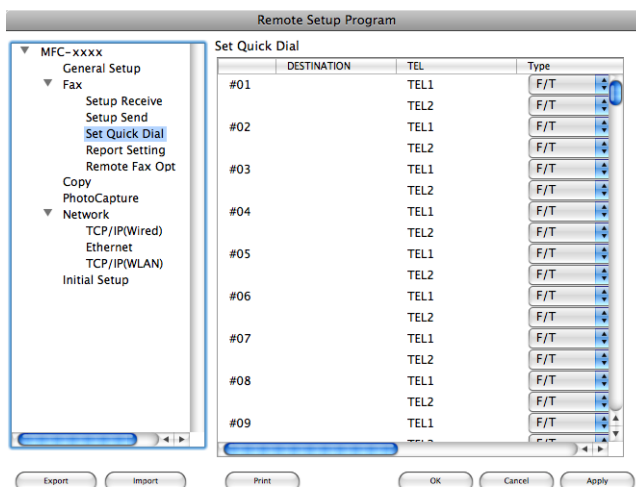 Remote Setup Program
MFC-xxxx
General Setup
Fax
Setup Receive
Setup Send
Set Quick Dial
Report Setting
Remote Fax Opt
Copy
PhotoCapture
Network
TCP/IP(Wired)
Ethernet
TCP/IP(WLAN)
Initial Setup
Set Quick Dial
DESTINATION TEL Type
#01 TEL1 F/T
TEL2 F/T
#02 TEL1 F/T
TEL2 F/T
#03 TEL1 F/T
TEL2 F/T
#04 TEL1 F/T
TEL2 F/T
#05 TEL1 F/T
TEL2 F/T
#06 TEL1 F/T
TEL2 F/T
#07 TEL1 F/T
TEL2 F/T
#08 TEL1 F/T
TEL2 F/T
#09 TEL1 F/T
Export Import Print OK Cancel Apply